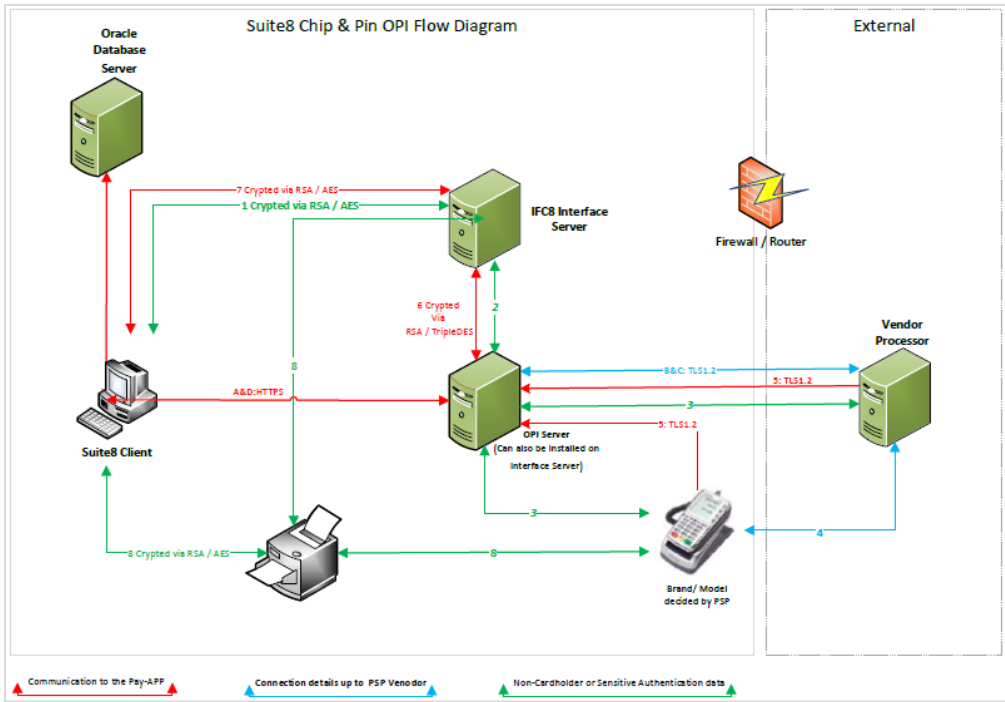 Suite8 Chip & Pin OPI Flow Diagram
External
Oracle
Database
Server
7 Crypted via RSA / AES
1 Crypted via RSA / AES
IFC8 Interface
Server
Firewall / Router
6 Crypted
Via
RSA / TripleDES
2
Vendor
Processor
8
B&C: TLS1.2
5: TLS1.2
A&D:HTTPS
3
5: TLS1.2
OPI Server
(Can also be installed on
Interface Server)
Suite8 Client
3
4
8 Crypted via RSA / AES
8
Brand/ Model
decided by PSP
Communication to the Pay-APP
Connection details up to PSP Venodor
Non-Cardholder or Sensitive Authentication data